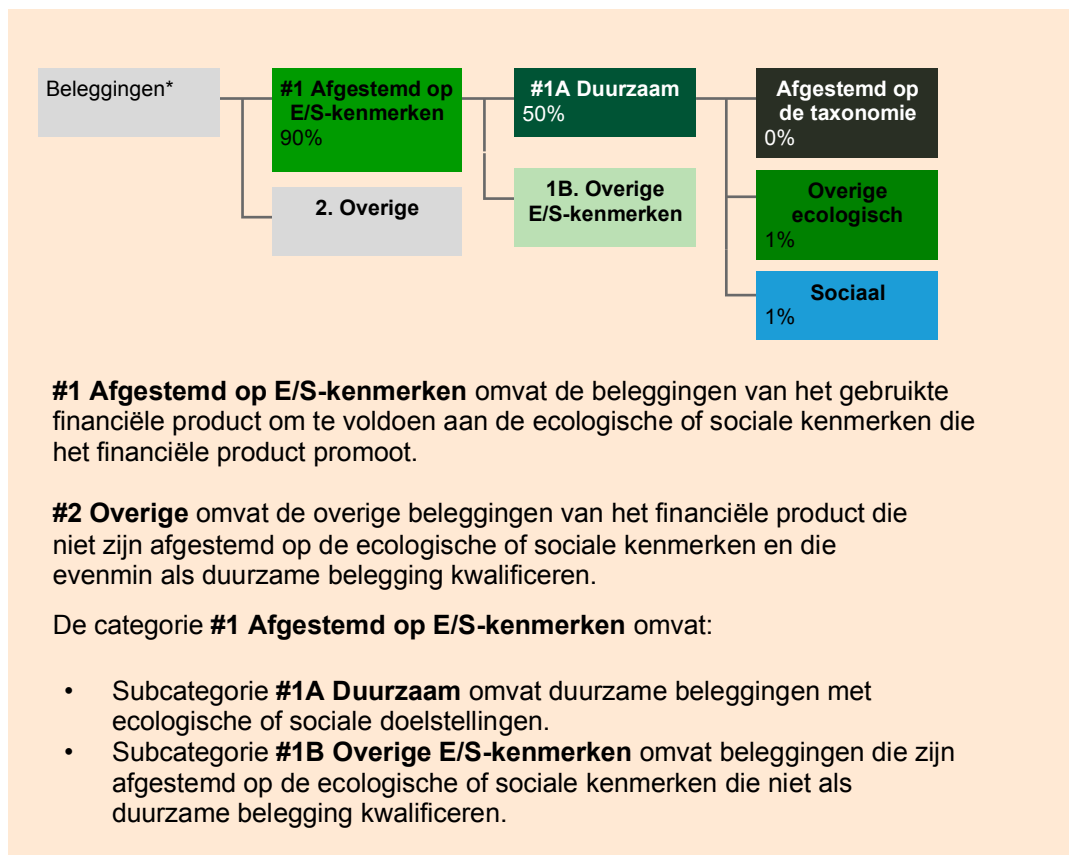 Beleggingen*
#1 Afgestemd op
E/S-kenmerken
90%
2. Overige
#1A Duurzaam
50%
1B. Overige
E/S-kenmerken
Afgestemd op
de taxonomie
0%
Overige
ecologisch
1%
Sociaal
1%
#1 Afgestemd op E/S-kenmerken omvat de beleggingen van het gebruikte
financiële product om te voldoen aan de ecologische of sociale kenmerken die
het financiële product promoot.
#2 Overige omvat de overige beleggingen van het financiële product die
niet zijn afgestemd op de ecologische of sociale kenmerken en die
evenmin als duurzame belegging kwalificeren.
De categorie #1 Afgestemd op E/S-kenmerken omvat:
• Subcategorie #1A Duurzaam omvat duurzame beleggingen met
ecologische of sociale doelstellingen.
• Subcategorie #1B Overige E/S-kenmerken omvat beleggingen die zijn
afgestemd op de ecologische of sociale kenmerken die niet als
duurzame belegging kwalificeren.